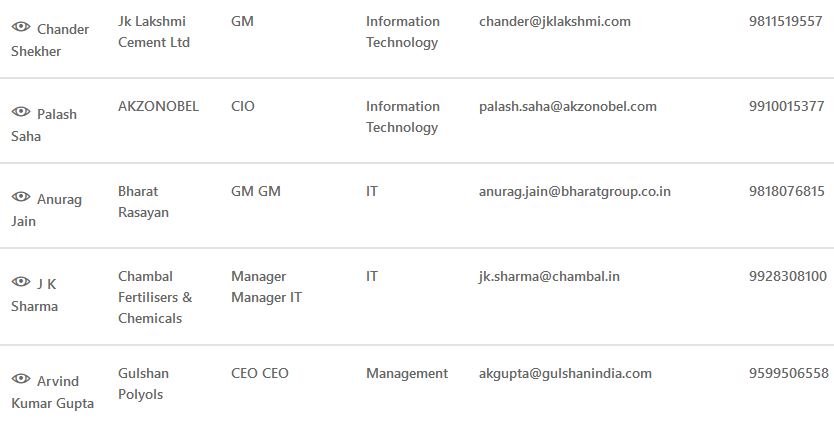 Chander Shekher	Jk Lakshmi Cement Ltd	GM	Information Technology	chander@jklakshmi.com	9811519557
Palash Saha	AKZONOBEL	CIO	Information Technology	palash.saha@akzonobel.com	9910015377
Anurag Jain	Bharat Rasayan	GM GM	IT	anurag.jain@bharatgroup.co.in	9818076815
J K Sharma	Chambal Fertilisers & Chemicals	Manager Manager IT	IT	jk.sharma@chambal.in	9928308100
Arvind Kumar Gupta	Gulshan Polyols	CEO CEO	Management	akgupta@gulshanindia.com	9599506558